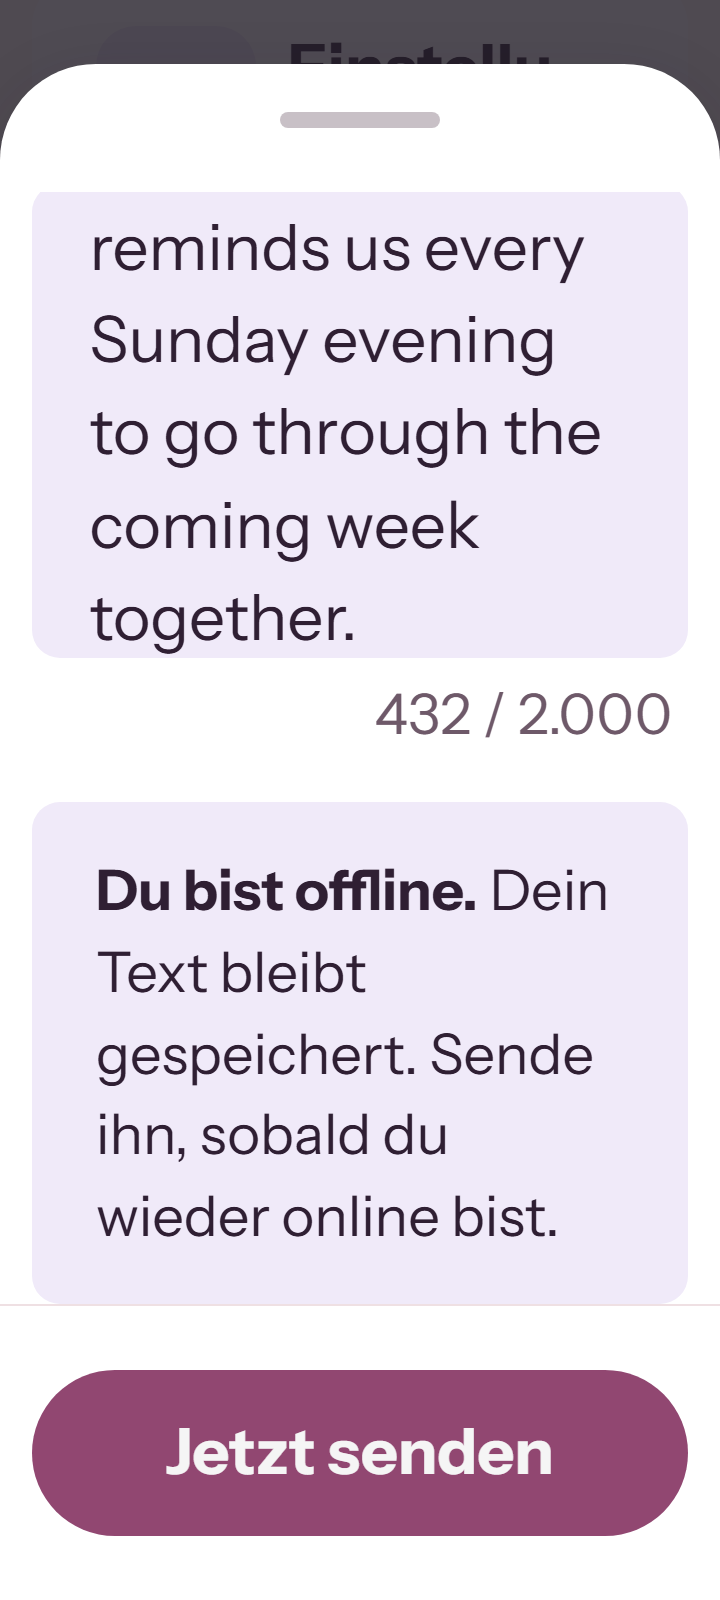 reminds us every
Sunday evening
to go through the
coming week
together.
432 / 2.000
Du bist offline. Dein
Text bleibt
gespeichert. Sende
ihn, sobald du
wieder online bist.
Jetzt senden